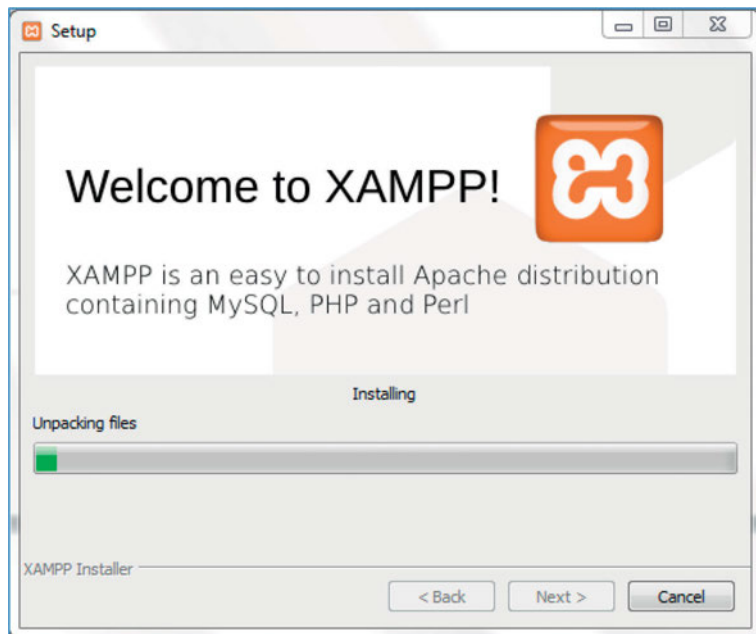 Setup
Welcome to XAMPP!
XAMPP is an easy to install Apache distribution
containing MySQL, PHP and Perl
Installing
Unpacking files
XAMPP Installer
< Back Next > Cancel